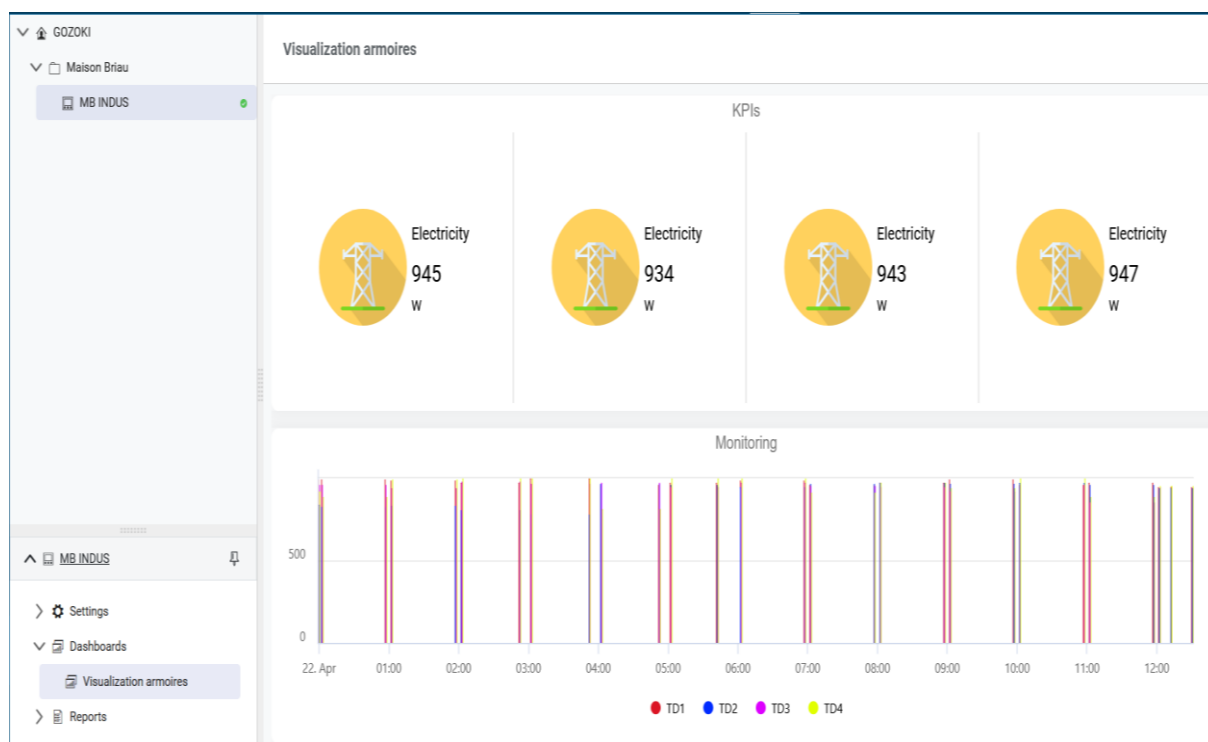 GOZOKI
Maison Briau
MB INDUS
MB INDUS
Settings
Dashboards
Visualization armoires
Reports
Visualization armoires
KPIs
Electricity
945
W
Electricity
934
W
Electricity
943
W
Electricity
947
W
Monitoring
500
0
22. Apr 01:00 02:00 03:00 04:00 05:00 06:00 07:00 08:00 09:00 10:00 11:00 12:00
TD1 TD2 TD3 TD4